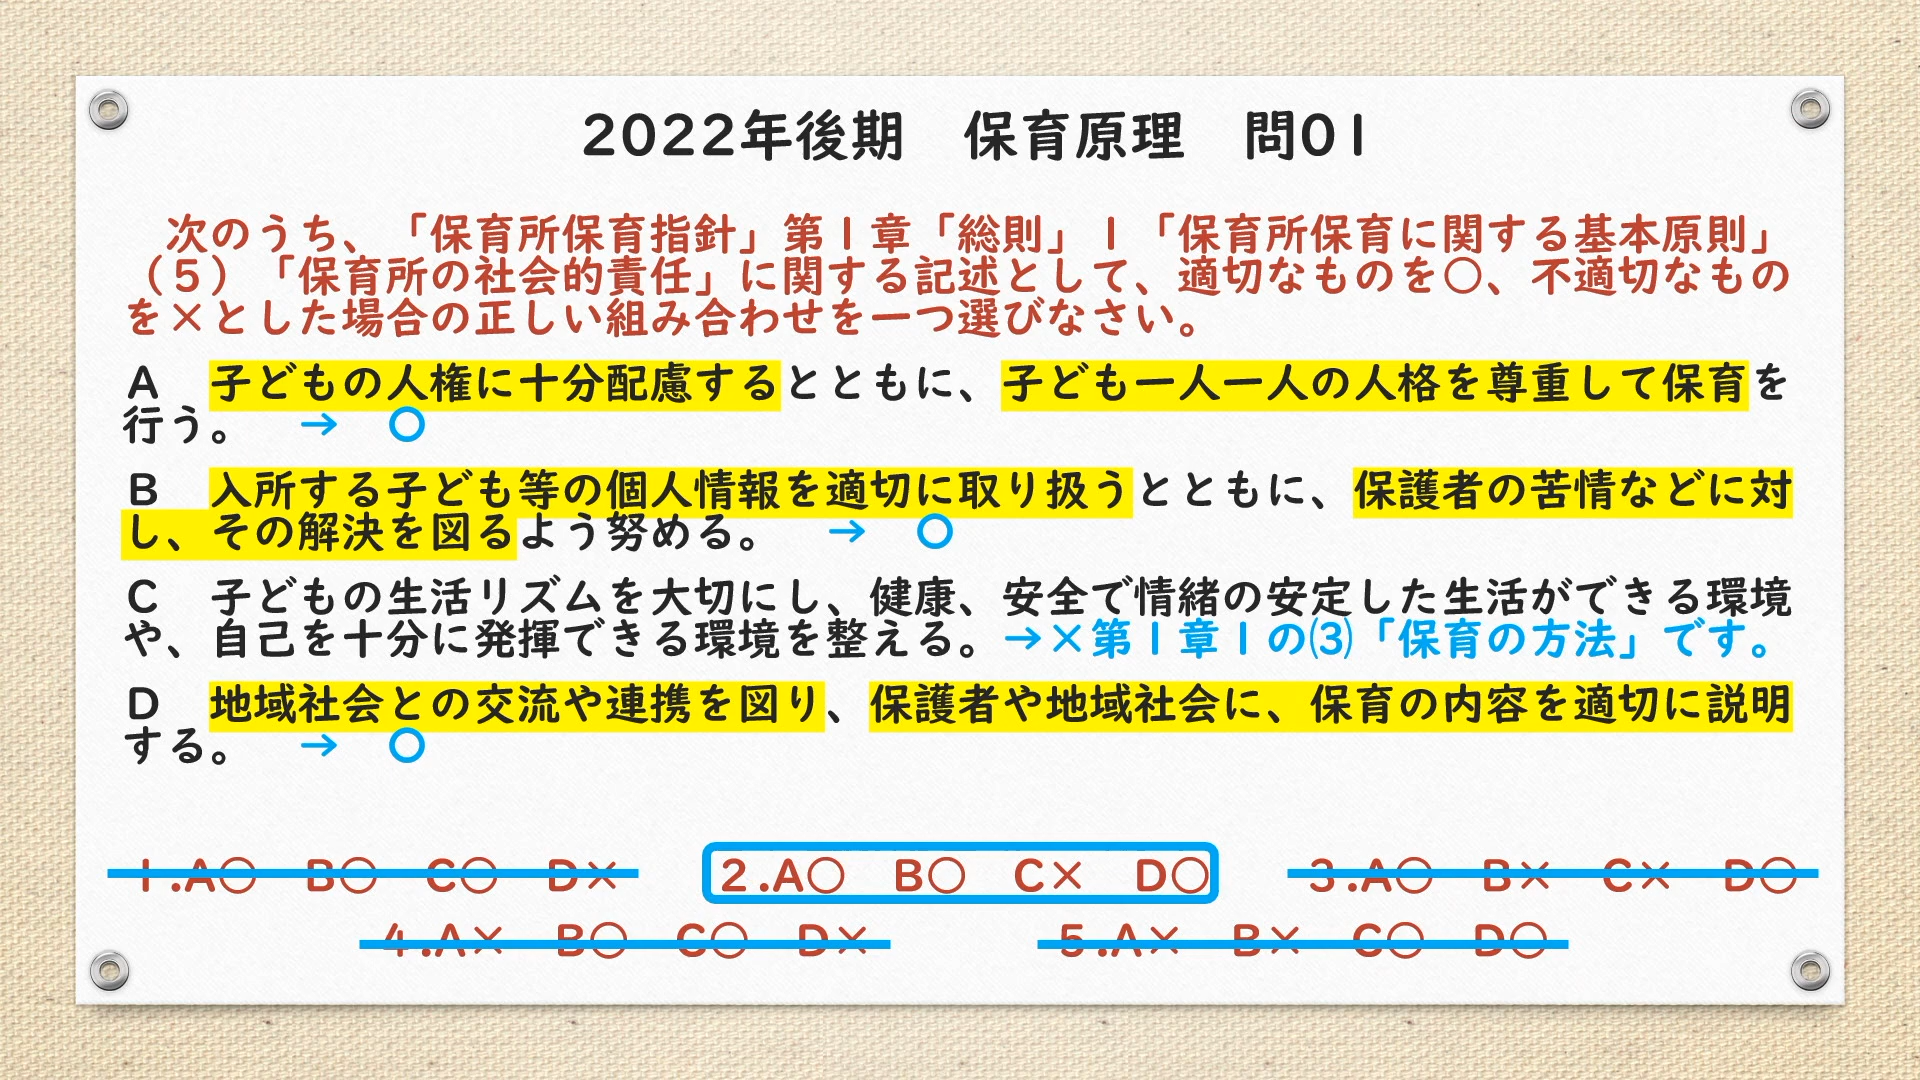 2022年後期　保育原理　問01
次のうち、「保育所保育指針」第1章「総則」1「保育所保育に関する基本原則」
（5）「保育所の社会的責任」に関する記述として、適切なものを○、不適切なもの
を×とした場合の正しい組み合わせを一つ選びなさい。
A　子どもの人権に十分配慮するとともに、子ども一人一人の人格を尊重して保育を
行う。　→　○
B　入所する子ども等の個人情報を適切に取り扱うとともに、保護者の苦情などに対
し、その解決を図るよう努める。　→　○
C　子どもの生活リズムを大切にし、健康、安全で情緒の安定した生活ができる環境
や、自己を十分に発揮できる環境を整える。→×第1章1の⑶「保育の方法」です。
D　地域社会との交流や連携を図り、保護者や地域社会に、保育の内容を適切に説明
する。　→　○
1.A○　B○　C○　D×　2.A○　B○　C×　D○　3.A○　B×　C×　D○
4.A×　B○　C○　D×　5.A×　B×　C○　D○